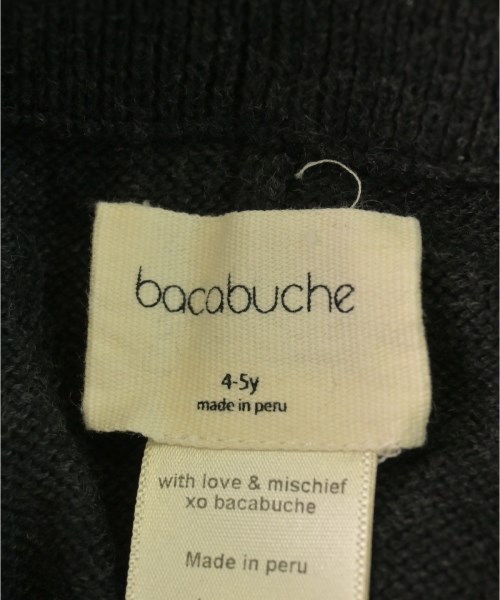 bacabuche
4-5y
made in peru
with love & mischief
xo bacabuche
Made in peru